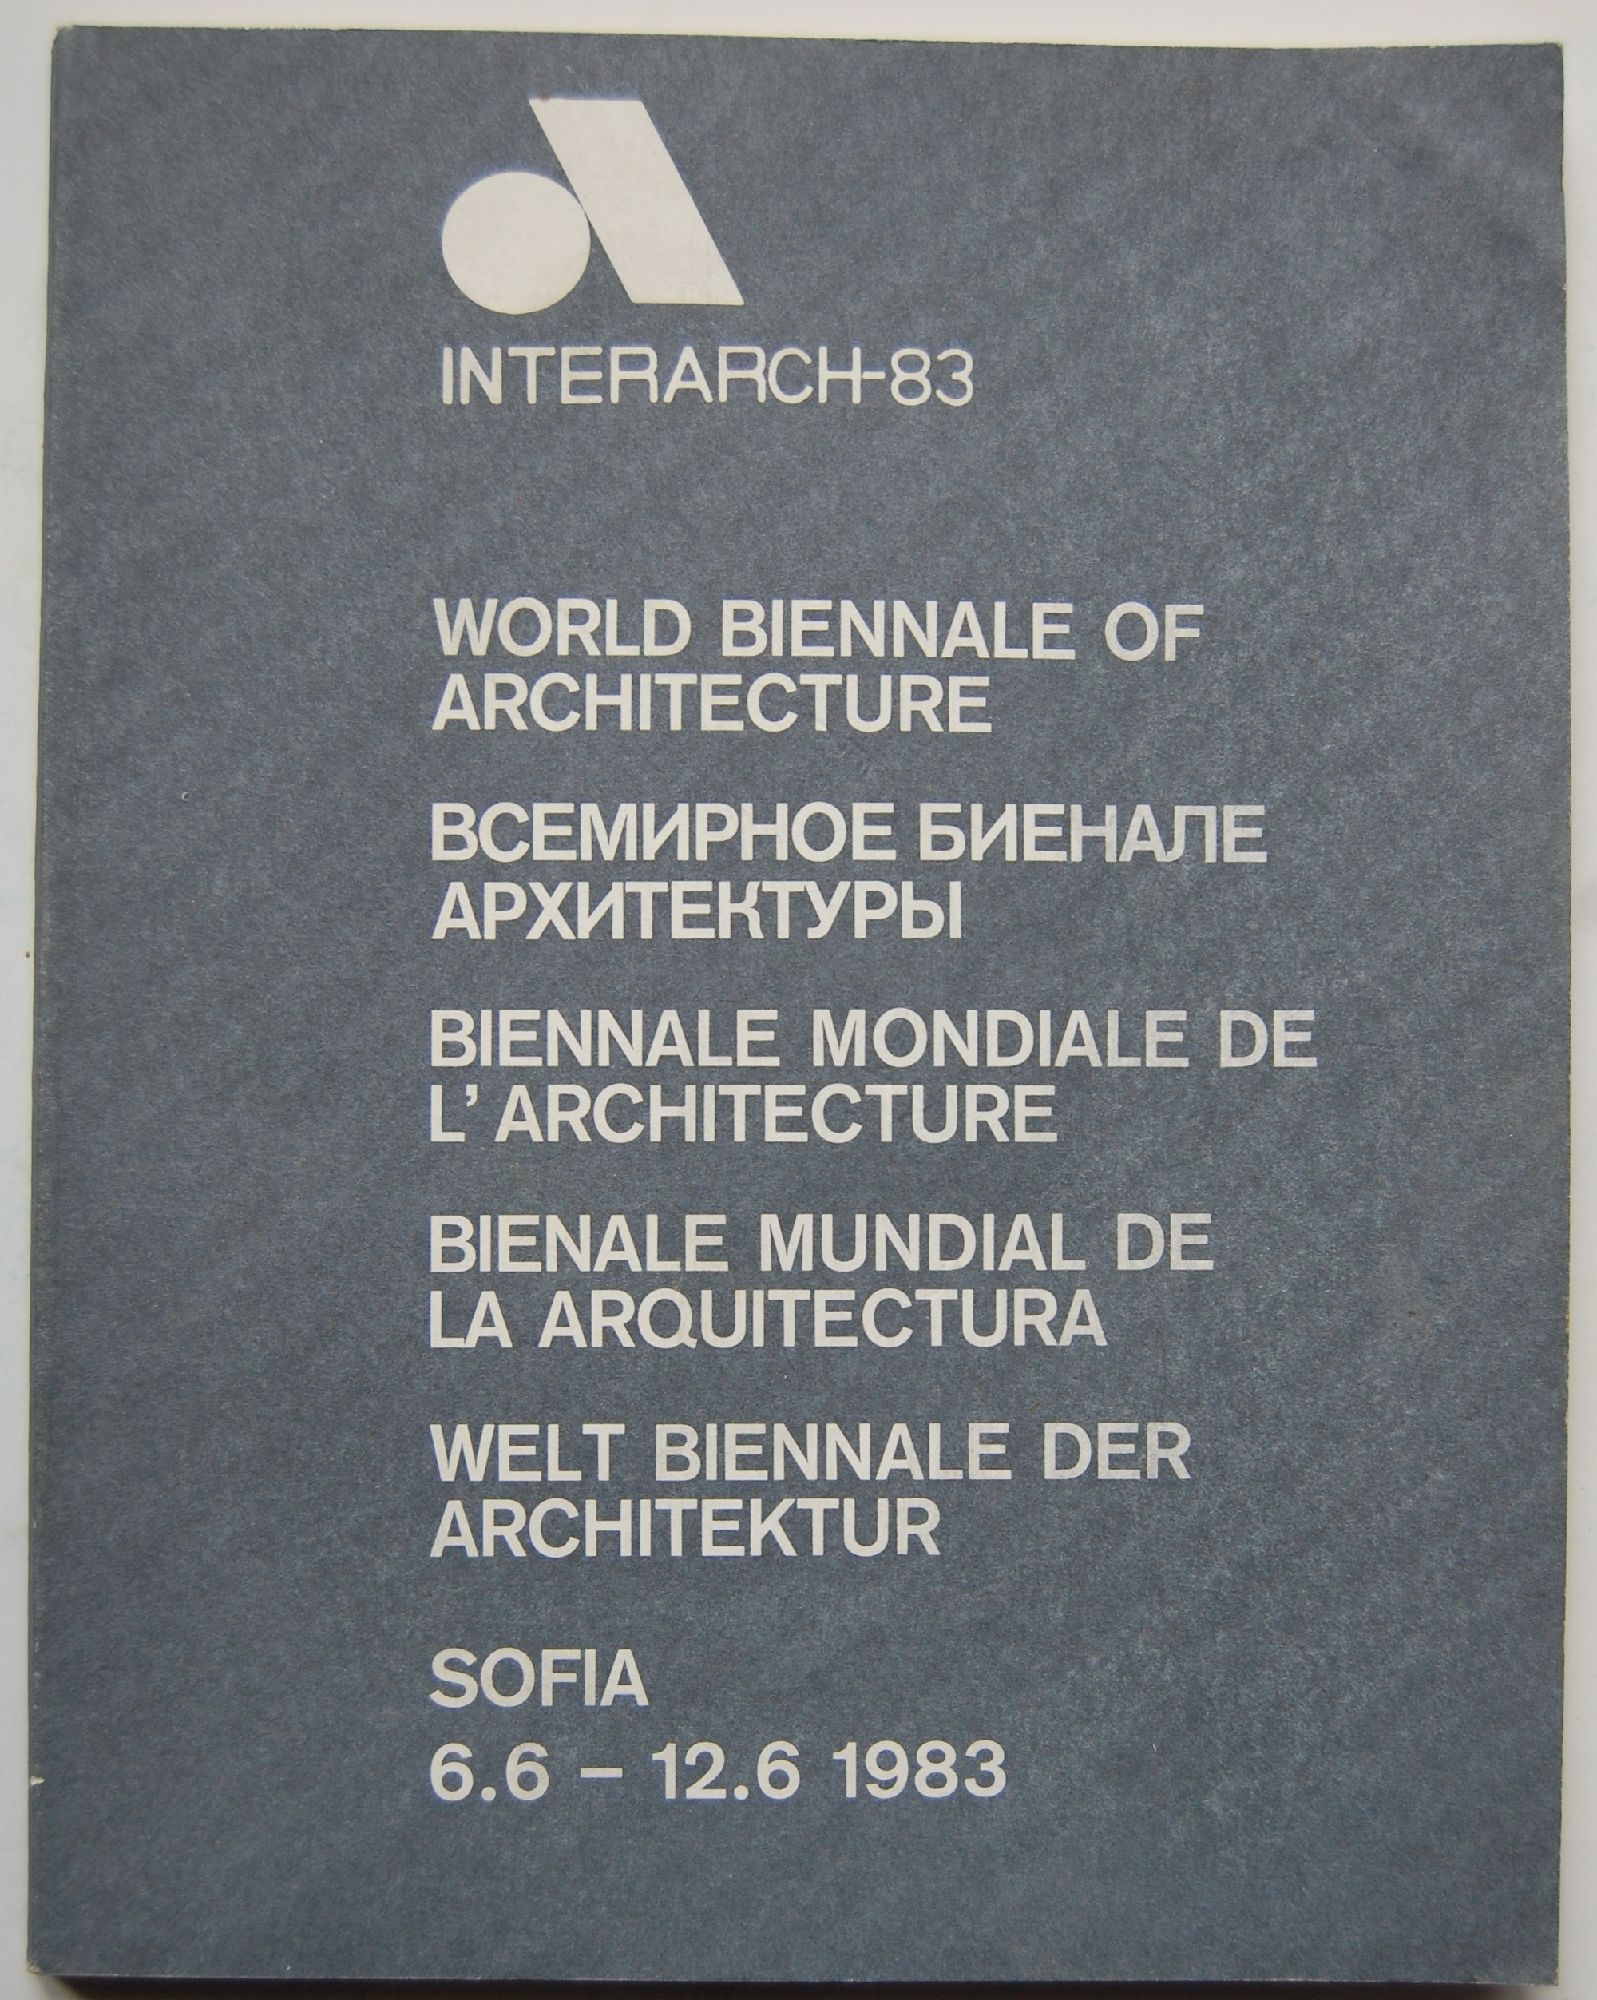 INTERARCH-83
WORLD BIENNALE OF
ARCHITECTURE
ВСЕМИРНОЕ БИЕНАЛЕ
АРХИТЕКТУРЫ
BIENNALE MONDIALE DE
L' ARCHITECTURE
BIENALE MUNDIAL DE
LA ARQUITECTURA
WELT BIENNALE DER
ARCHITEKTUR
SOFIA
6.6 – 12.6 1983